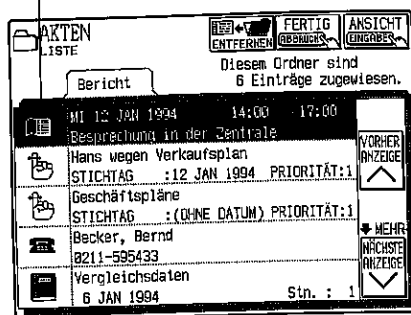 AKTEN
LISTE
ENTFERNEN
FERTIG
ABBRUCH
ANSICHT
EINGABE
Diesem Ordner sind
6 Einträge zugewiesen.
Bericht
MI 12 JAN 1994 14:00 - 17:00
Besprechung in der Zentrale
Hans wegen Verkaufsplan
STICHTAG :12 JAN 1994 PRIORITÄT:1
Geschäftspläne
STICHTAG :(OHNE DATUM) PRIORITÄT:1
Becker, Bernd
0211-595433
Vergleichsdaten
6 JAN 1994 Stn. : 1
VORHER
ANZEIGE
MEHR
NÄCHSTE
ANZEIGE